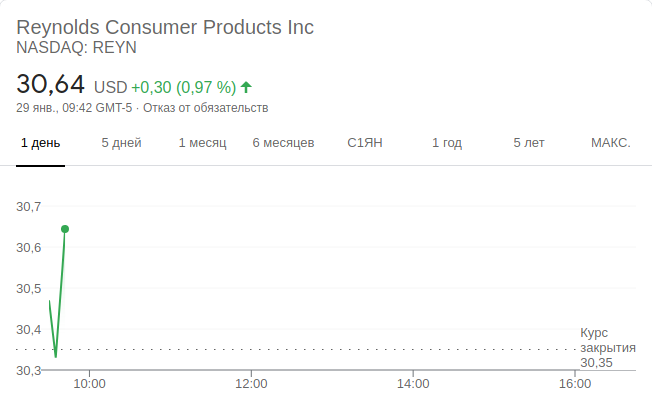 Reynolds Consumer Products Inc
NASDAQ: REYN
30,64 USD +0,30 (0,97 %)
29 янв., 09:42 GMT-5 · Отказ от обязательств
1 день 5 дней 1 месяц 6 месяцев С1ЯН 1 год 5 лет МАКС.
30,7
30,6
30,5
30,4
30,3
Курс
закрытия
30,35
10:00 12:00 14:00 16:00